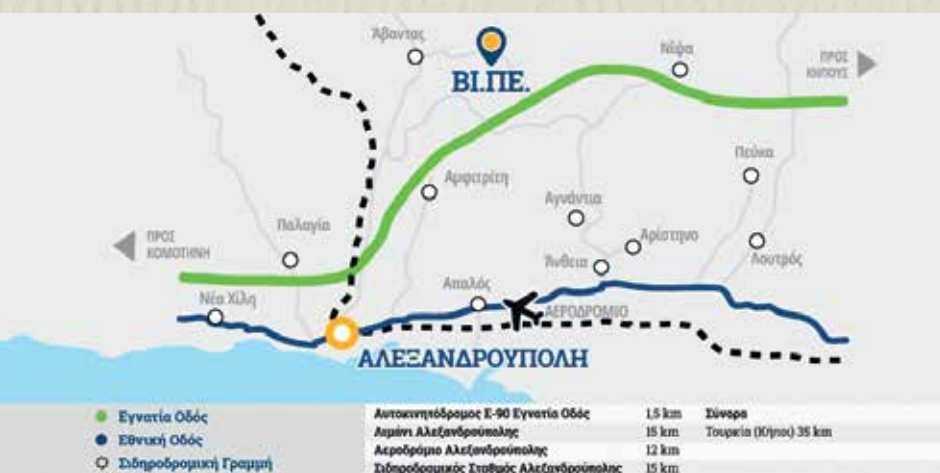 Άβαντας
ΒΙ.ΠΕ.
Νίψα
ΠΡΟΣ
ΚΗΠΟΥΣ
Πεύκα
Αμφιτρίτη
Αγνάντια
Παλαγία
ΠΡΟΣ
ΚΟΜΟΤΗΝΗ
Αρίστηνο
Άνθεια
Λουτρός
Απαλός
Νέα Χίλη
ΑΕΡΟΔΡΟΜΙΟ
ΑΛΕΞΑΝΔΡΟΥΠΟΛΗ
Εγνατία Οδός
Εθνική Οδός
Σιδηροδρομική Γραμμή
Αυτοκινητόδρομος Ε-90 Εγνατία Οδός 1,5 km Σύνορα
Λιμάνι Αλεξανδρούπολης 15 km Τουρκία (Κήποι) 35 km
Αεροδρόμιο Αλεξανδρούπολης 12 km
Σιδηροδρομικός Σταθμός Αλεξανδρούπολης 15 km